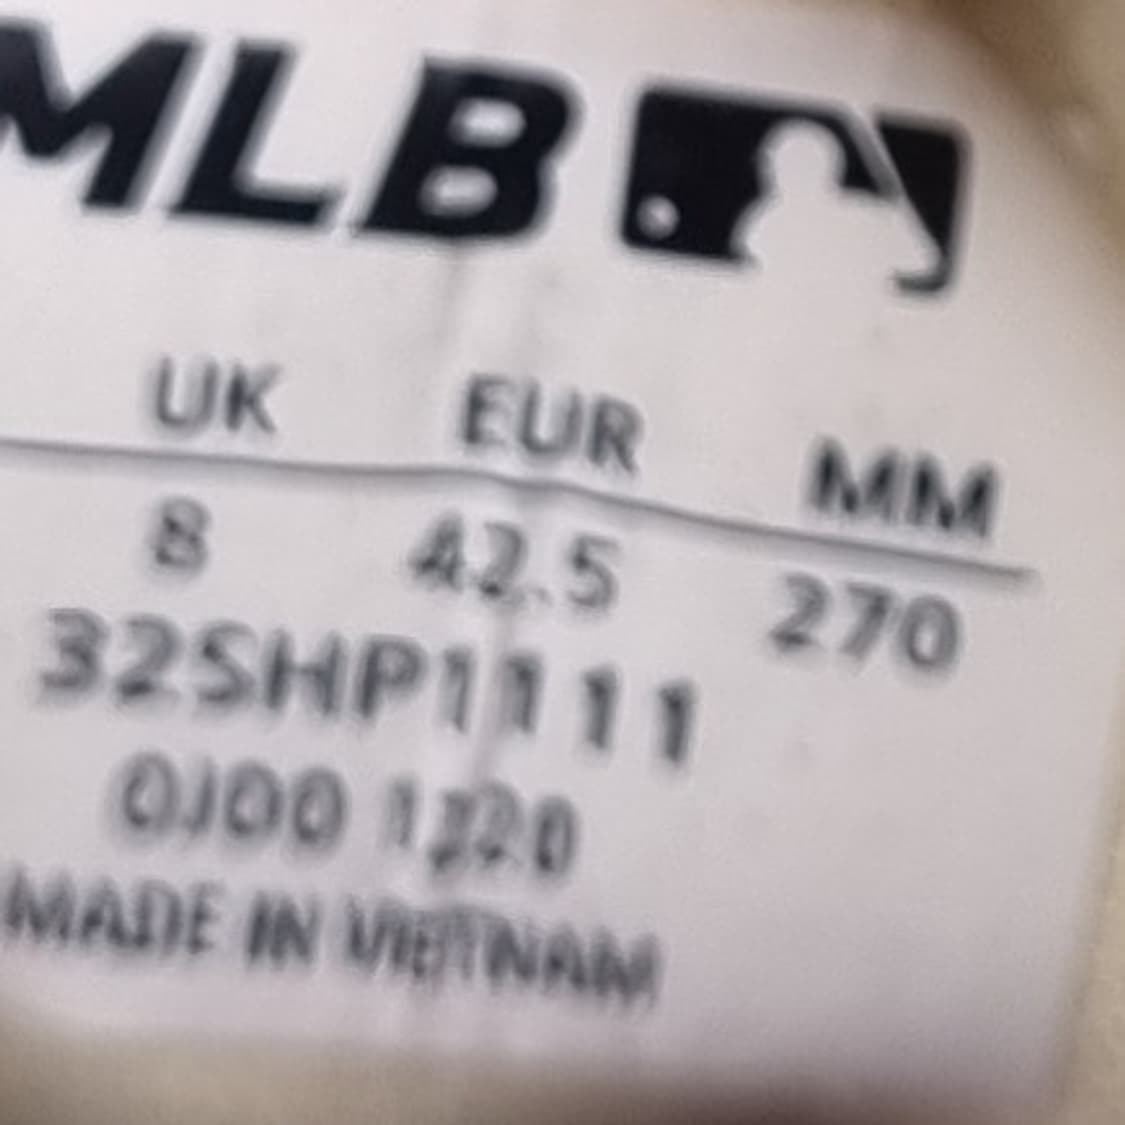 MLB
UK EUR MM
8 42.5 270
32SHP1111
MADE IN VIETNAM